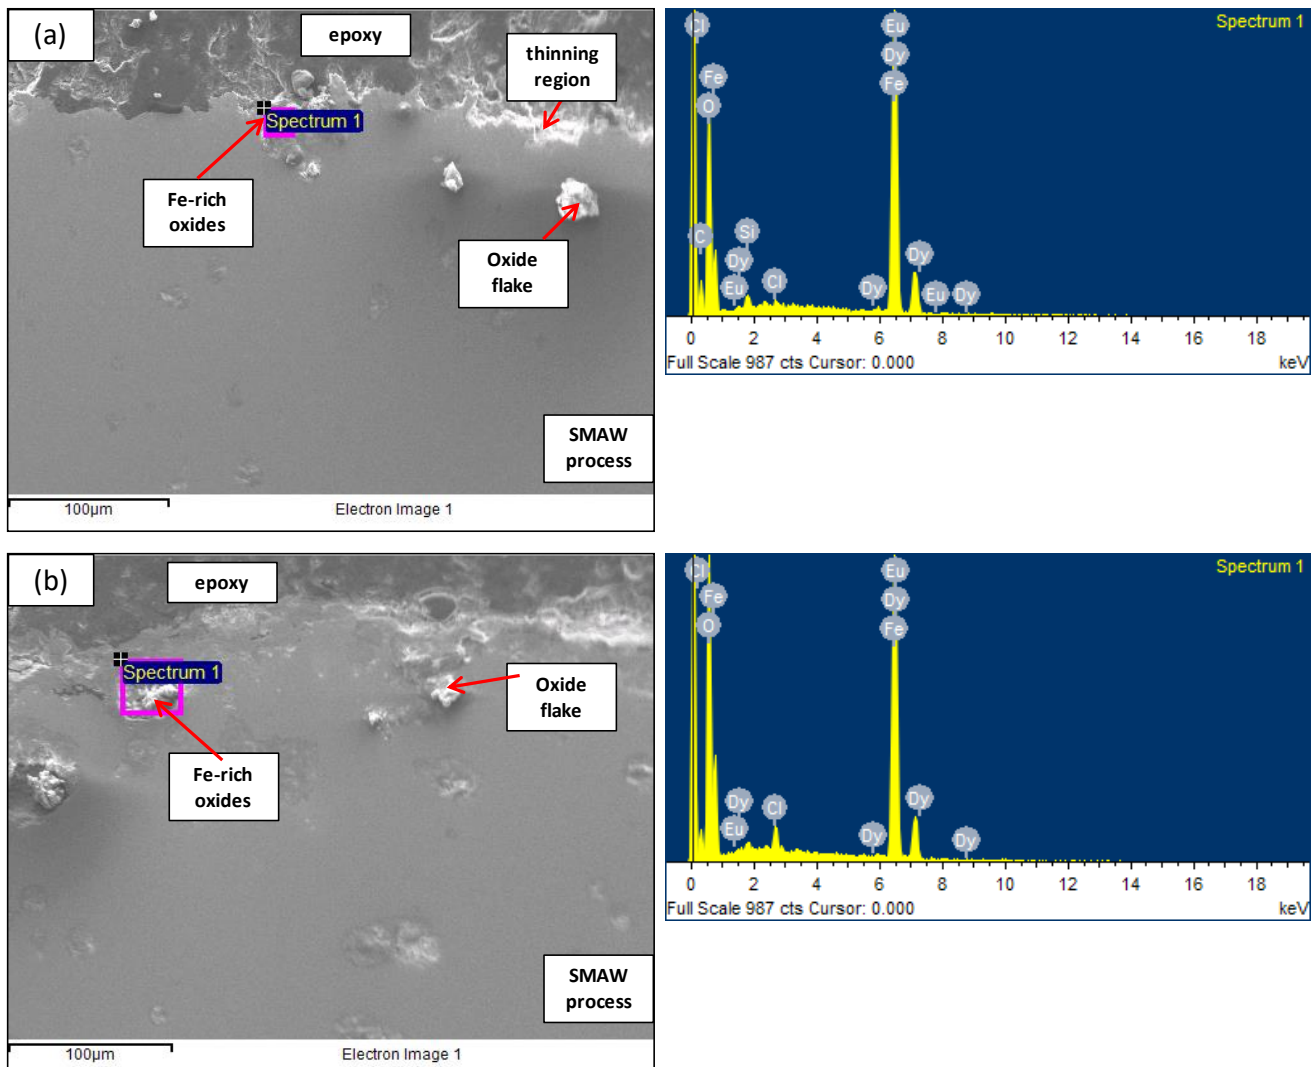 (a)
epoxy
thinning
region
Spectrum 1
Fe-rich
oxides
Oxide
flake
SMAW
process
100µm
Electron Image 1
Spectrum 1
Cl
Eu
Dy
Fe
Fe
O
C
Si
Dy
Eu
Cl
Dy
Dy
Eu
Dy
0 2 4 6 8 10 12 14 16 18
Full Scale 987 cts Cursor: 0.000
keV
(b)
epoxy
Spectrum 1
Oxide
flake
Fe-rich
oxides
SMAW
process
100µm
Electron Image 1
Spectrum 1
Cl
Eu
Dy
Fe
Fe
O
Dy
Eu
Cl
Dy
Dy
Dy
0 2 4 6 8 10 12 14 16 18
Full Scale 987 cts Cursor: 0.000
keV